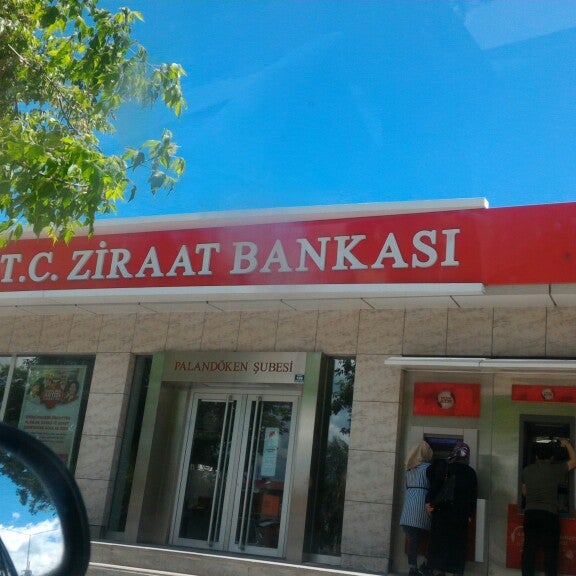 T.C. ZİRAAT BANKASI
PALANDÖKEN ŞUBESİ